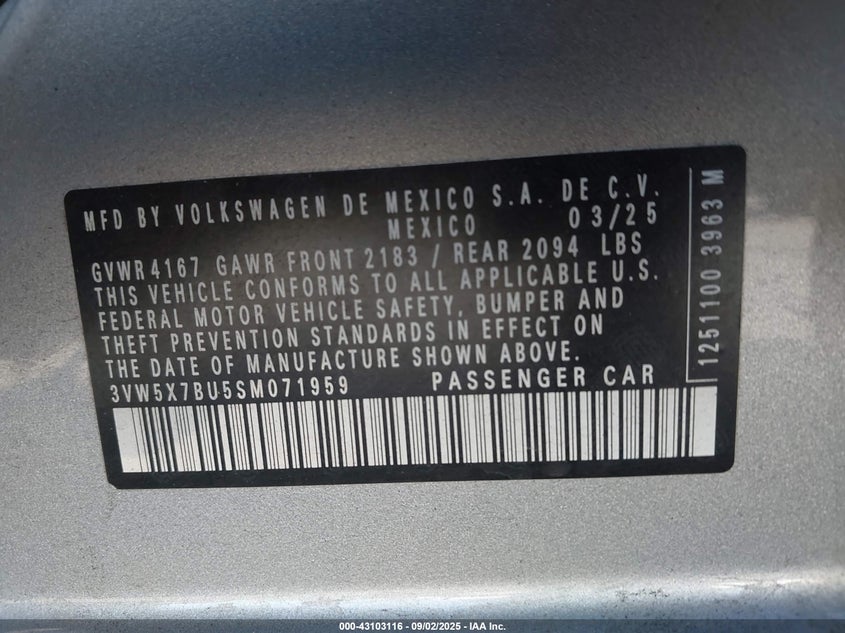 MFD BY VOLKSWAGEN DE MEXICO S.A. DE C.V.
MEXICO 03/25
GVWR 4167 GAWR FRONT 2183 / REAR 2094 LBS
THIS VEHICLE CONFORMS TO ALL APPLICABLE U.S.
FEDERAL MOTOR VEHICLE SAFETY, BUMPER AND
THEFT PREVENTION STANDARDS IN EFFECT ON
THE DATE OF MANUFACTURE SHOWN ABOVE.
3VW5X7BU5SM071959 PASSENGER CAR
1251100 3963 M
000-43103116 - 09/02/2025 - IAA Inc.